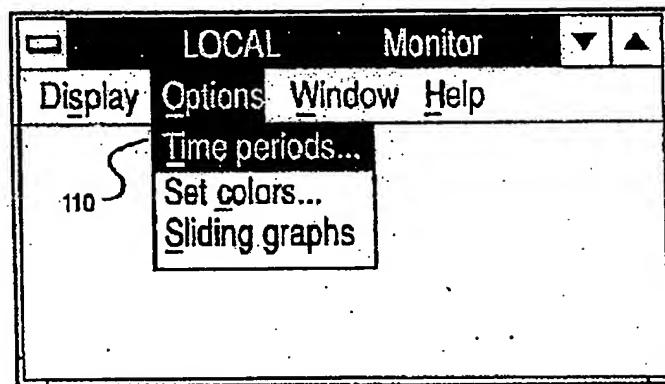 LOCAL Monitor
Display Options Window Help
Time periods...
110
Set colors...
Sliding graphs